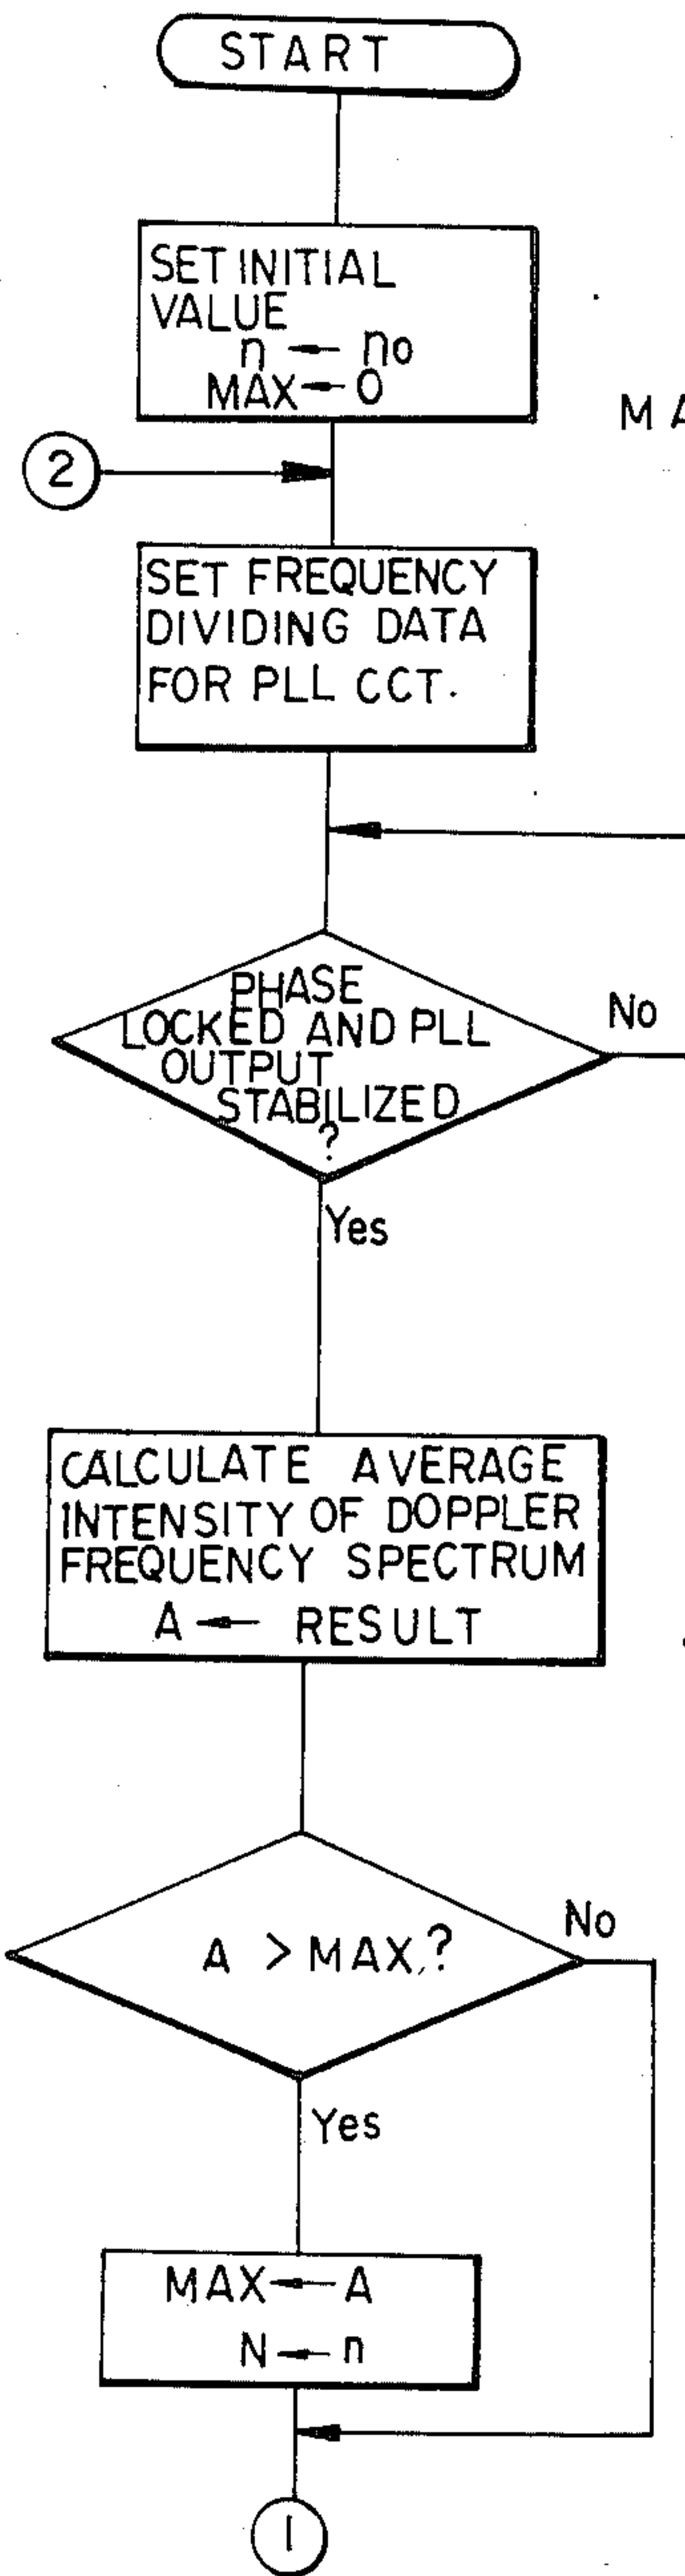 START
SET INITIAL
VALUE
n ← no
MAX ← 0
MA
2
SET FREQUENCY
DIVIDING DATA
FOR PLL CCT.
PHASE
LOCKED AND PLL
OUTPUT
STABILIZED
?
No
Yes
CALCULATE AVERAGE
INTENSITY OF DOPPLER
FREQUENCY SPECTRUM
A ← RESULT
A > MAX ?
No
Yes
MAX ← A
N ← n
1